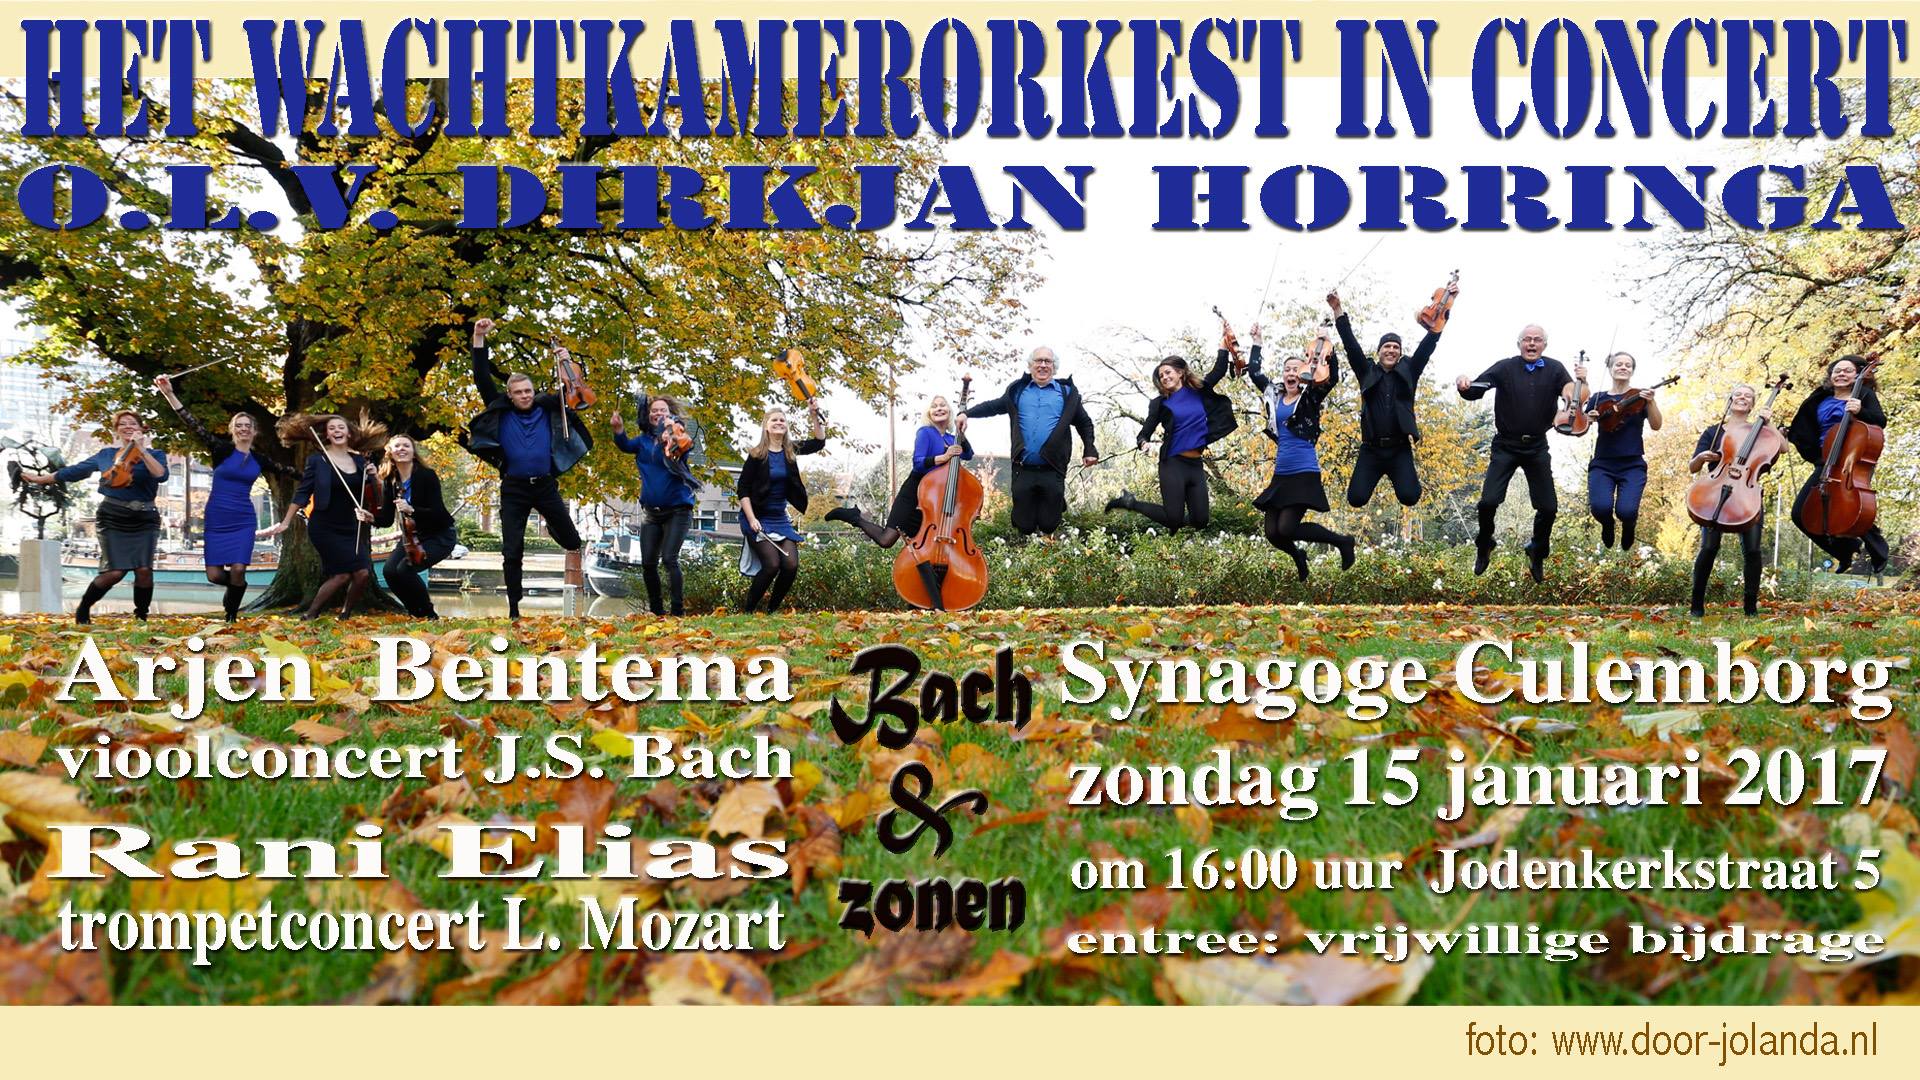 HET WACHTKAMERORKEST IN CONCERT
O.L.V. DIRKJAN HORRINGA
Arjen Beintema
vioolconcert J.S. Bach
Rani Elias
trompetconcert L. Mozart
Bach
&
zonen
Synagoge Culemborg
zondag 15 januari 2017
om 16:00 uur Jodenkerkstraat 5
entree: vrijwillige bijdrage
foto: www.door-jolanda.nl